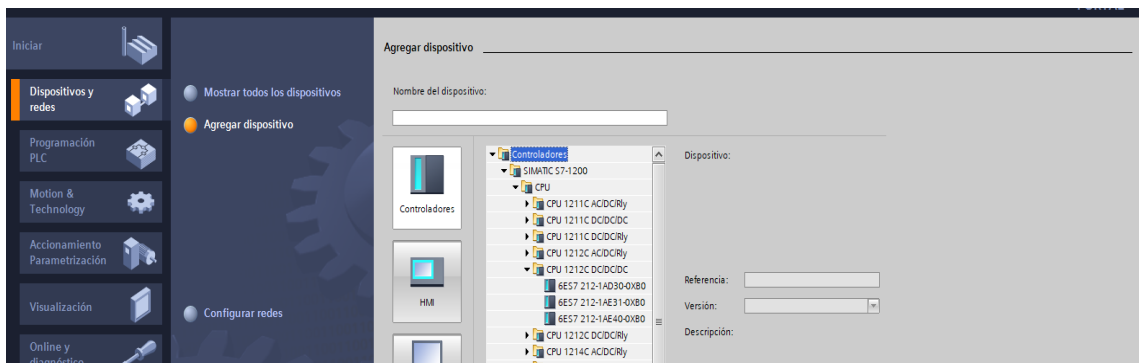 Iniciar
Dispositivos y
redes
Programación
PLC
Motion &
Technology
Accionamiento
Parametrización
Visualización
Online y
diagnóstico
Mostrar todos los dispositivos
Agregar dispositivo
Configurar redes
Agregar dispositivo
Nombre del dispositivo:
Controladores
HMI
Controladores
SIMATIC S7-1200
CPU
CPU 1211C AC/DC/Rly
CPU 1211C DC/DC/DC
CPU 1211C DC/DC/Rly
CPU 1212C AC/DC/Rly
CPU 1212C DC/DC/DC
6ES7 212-1AD30-0XB0
6ES7 212-1AE31-0XB0
6ES7 212-1AE40-0XB0
CPU 1212C DC/DC/Rly
CPU 1214C AC/DC/Rly
Dispositivo:
Referencia:
Versión:
Descripción: